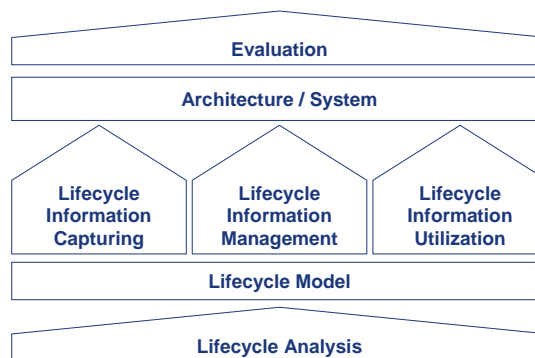 Evaluation
Architecture / System
Lifecycle
Information
Capturing
Lifecycle
Information
Management
Lifecycle
Information
Utilization
Lifecycle Model
Lifecycle Analysis